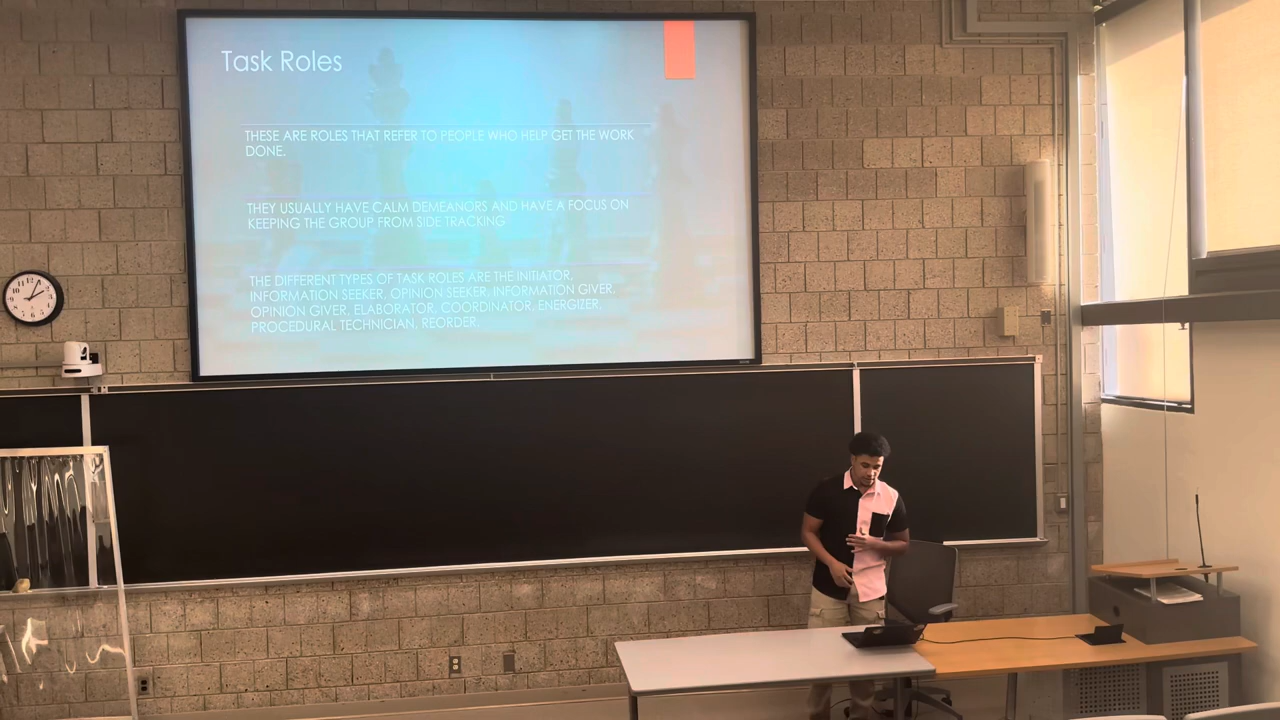 Task Roles
THESE ARE ROLES THAT REFER TO PEOPLE WHO HELP GET THE WORK
DONE.
THEY USUALLY HAVE CALM DEMEANORS AND HAVE A FOCUS ON
KEEPING THE GROUP FROM SIDE TRACKING
THE DIFFERENT TYPES OF TASK ROLES ARE THE INITIATOR,
INFORMATION SEEKER, OPINION SEEKER, INFORMATION GIVER,
OPINION GIVER, ELABORATOR, COORDINATOR, ENERGIZER,
PROCEDURAL TECHNICIAN, REORDER.